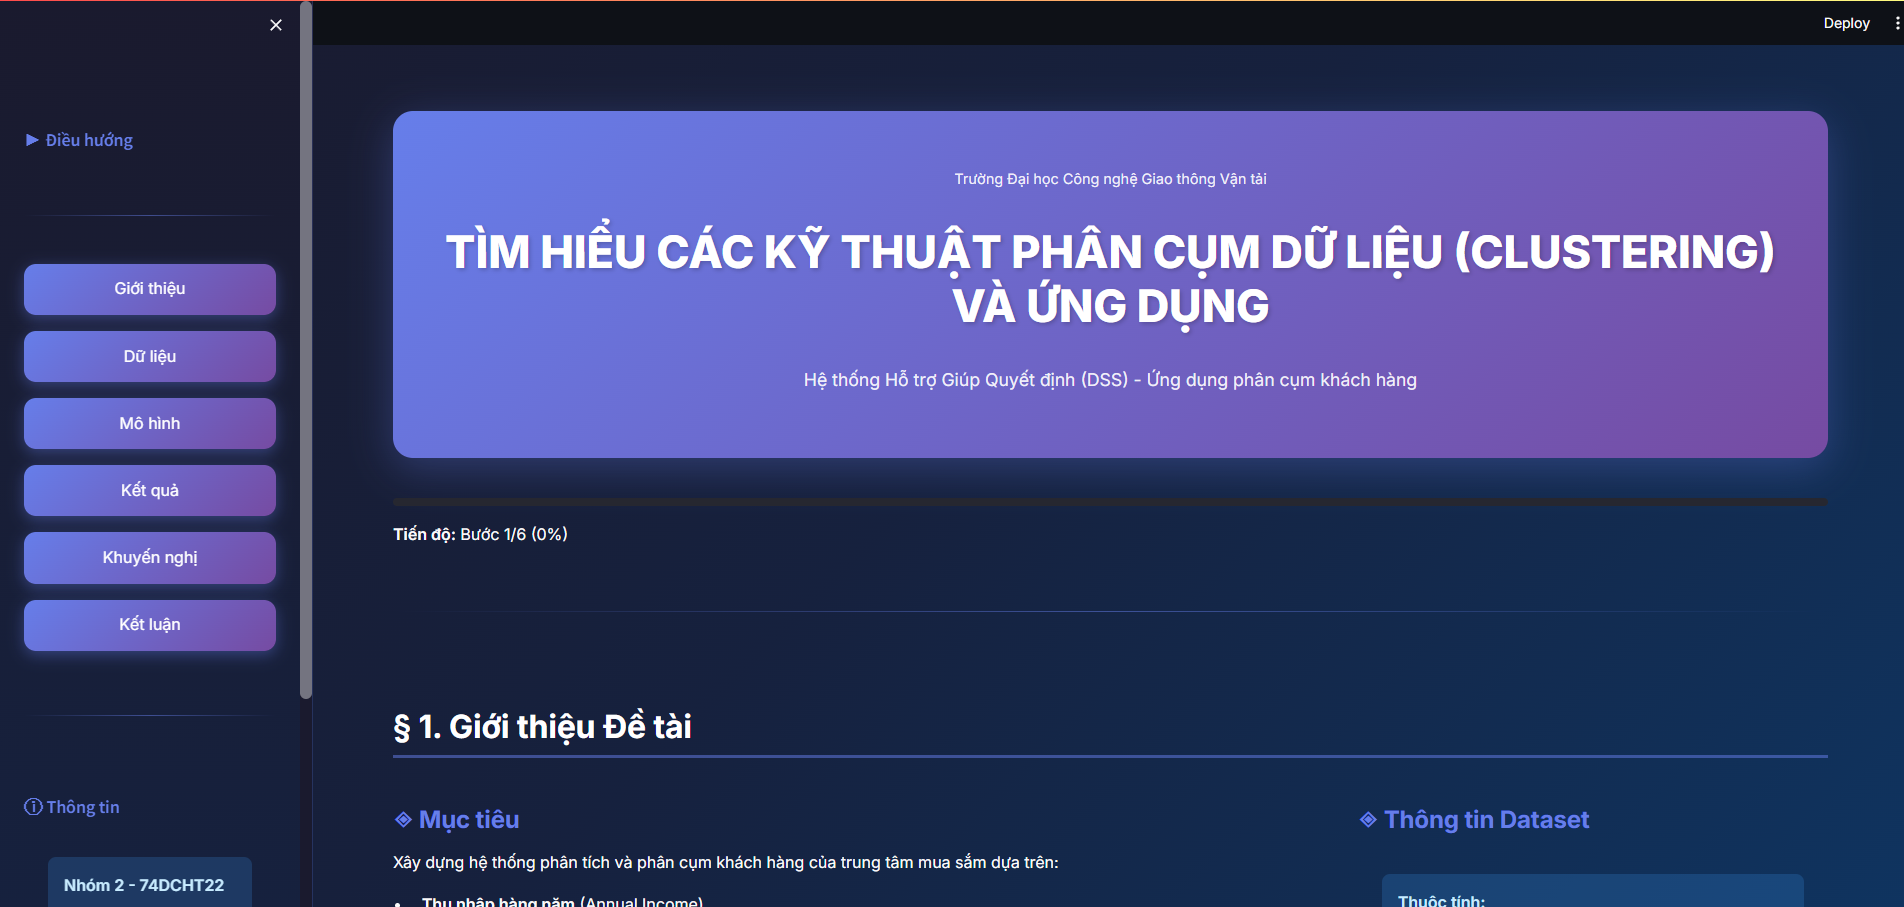 Deploy
Điều hướng
Giới thiệu
Dữ liệu
Mô hình
Kết quả
Khuyến nghị
Kết luận
Thông tin
Nhóm 2 - 74DCHT22
Trường Đại học Công nghệ Giao thông Vận tải
TÌM HIỂU CÁC KỸ THUẬT PHÂN CỤM DỮ LIỆU (CLUSTERING)
VÀ ỨNG DỤNG
Hệ thống Hỗ trợ Giúp Quyết định (DSS) - Ứng dụng phân cụm khách hàng
Tiến độ: Bước 1/6 (0%)
§ 1. Giới thiệu Đề tài
Mục tiêu
Xây dựng hệ thống phân tích và phân cụm khách hàng của trung tâm mua sắm dựa trên:
• Thu nhập hàng năm (Annual Income)
Thông tin Dataset
Thuộc tính: